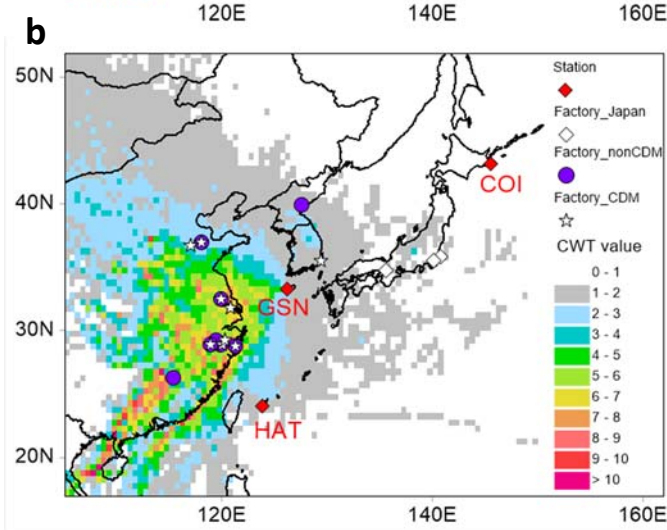 120E 140E 160E
b
50N
40N
30N
20N
COI
GSN
HAT
Station
Factory_Japan
Factory_nonCDM
Factory_CDM
CWT value
0 - 1
1 - 2
2 - 3
3 - 4
4 - 5
5 - 6
6 - 7
7 - 8
8 - 9
9 - 10
> 10
120E 140E 160E